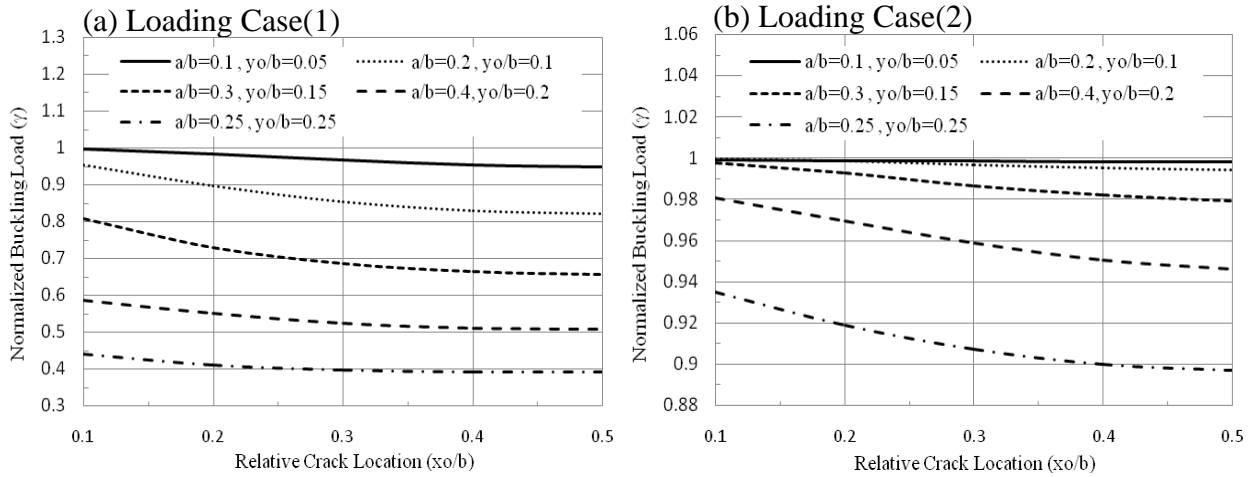 (a) Loading Case(1)
1.3
1.2
1.1
1
0.9
0.8
0.7
0.6
0.5
0.4
0.3
Normalized Buckling Load (γ)
a/b=0.1 , yo/b=0.05
a/b=0.2 , yo/b=0.1
a/b=0.3 , yo/b=0.15
a/b=0.4,yo/b=0.2
a/b=0.25 , yo/b=0.25
0.1 0.2 0.3 0.4 0.5
Relative Crack Location (xo/b)
(b) Loading Case(2)
1.06
1.04
1.02
1
0.98
0.96
0.94
0.92
0.9
0.88
Normalized Buckling Load (γ)
a/b=0.1 , yo/b=0.05
a/b=0.2 , yo/b=0.1
a/b=0.3 , yo/b=0.15
a/b=0.4,yo/b=0.2
a/b=0.25 , yo/b=0.25
0.1 0.2 0.3 0.4 0.5
Relative Crack Location (xo/b)